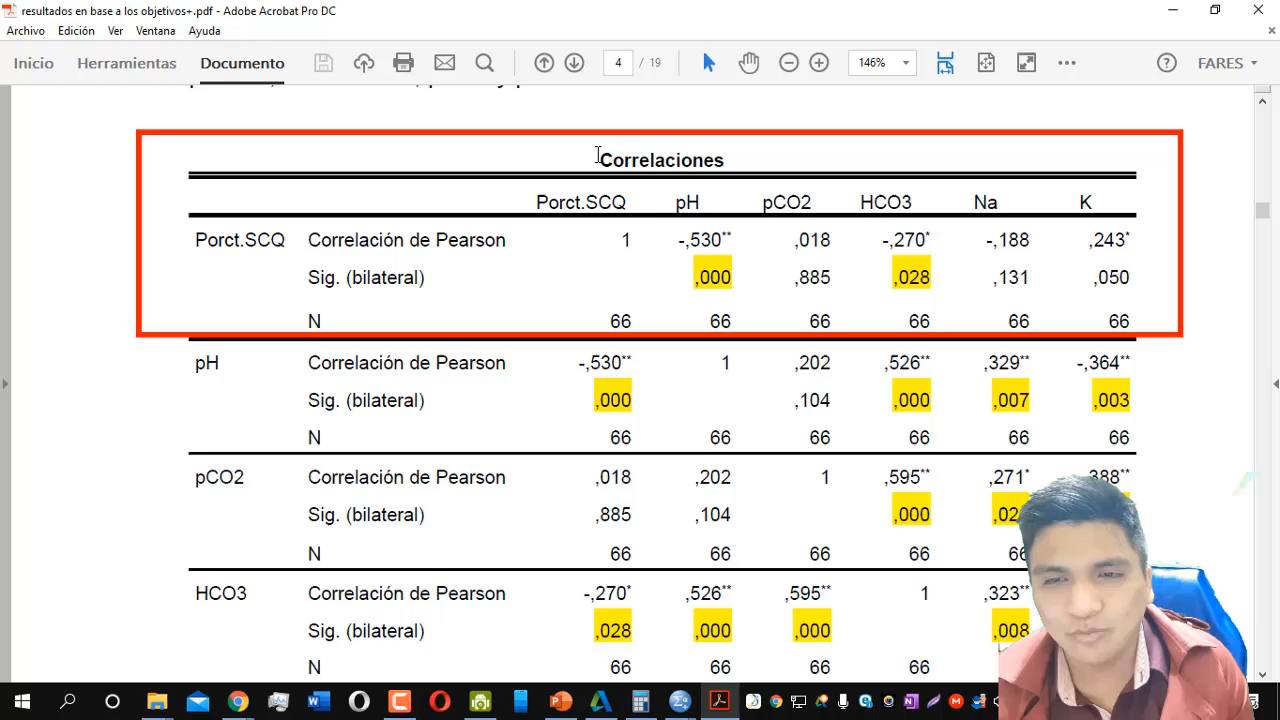 resultados en base a los objetivos+.pdf - Adobe Acrobat Pro DC
Archivo Edición Ver Ventana Ayuda
Inicio Herramientas Documento 4 / 19 146% FARES
Correlaciones
Porct.SCQ pH pCO2 HCO3 Na K
Porct.SCQ Correlación de Pearson 1 -,530** ,018 -,270* -,188 ,243*
Sig. (bilateral) ,000 ,885 ,028 ,131 ,050
N 66 66 66 66 66 66
pH Correlación de Pearson -,530** 1 ,202 ,526** ,329** -,364**
Sig. (bilateral) ,000 ,104 ,000 ,007 ,003
N 66 66 66 66 66 66
pCO2 Correlación de Pearson ,018 ,202 1 ,595** ,271* 388**
Sig. (bilateral) ,885 ,104 ,000 ,02
N 66 66 66 66 66
HCO3 Correlación de Pearson -,270* ,526** ,595** 1 ,323**
Sig. (bilateral) ,028 ,000 ,000 ,008
N 66 66 66 66